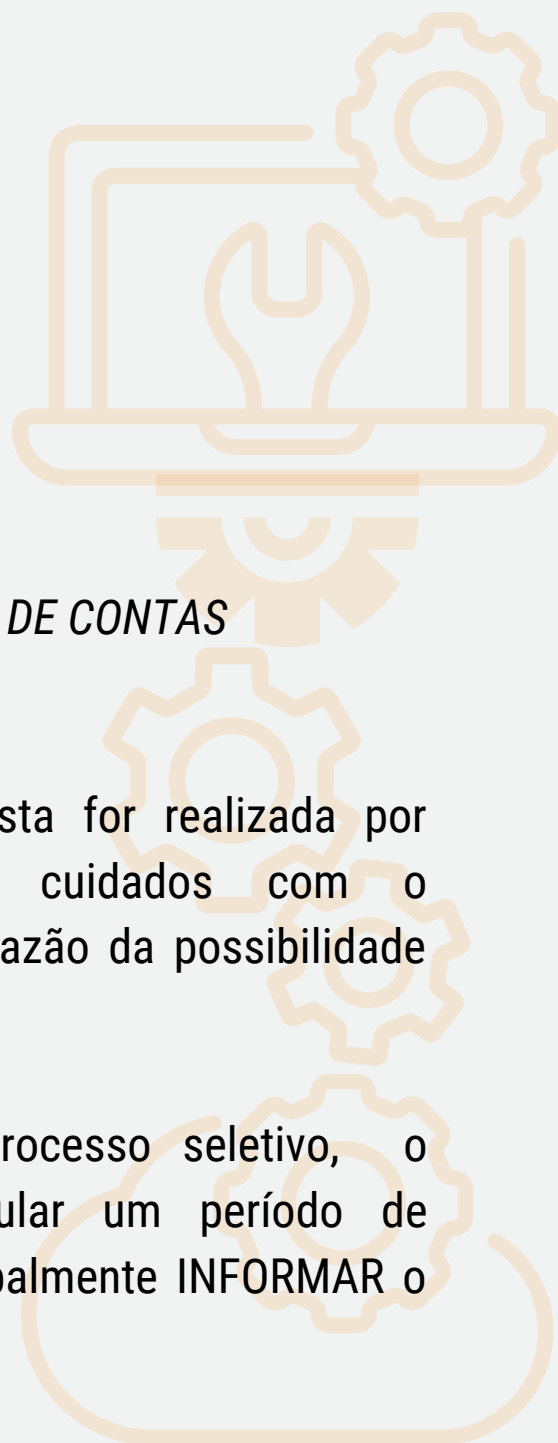 DE CONTAS
sta for realizada por
cuidados com o
azão da possibilidade
rocesso seletivo, o
ular um período de
palmente INFORMAR o